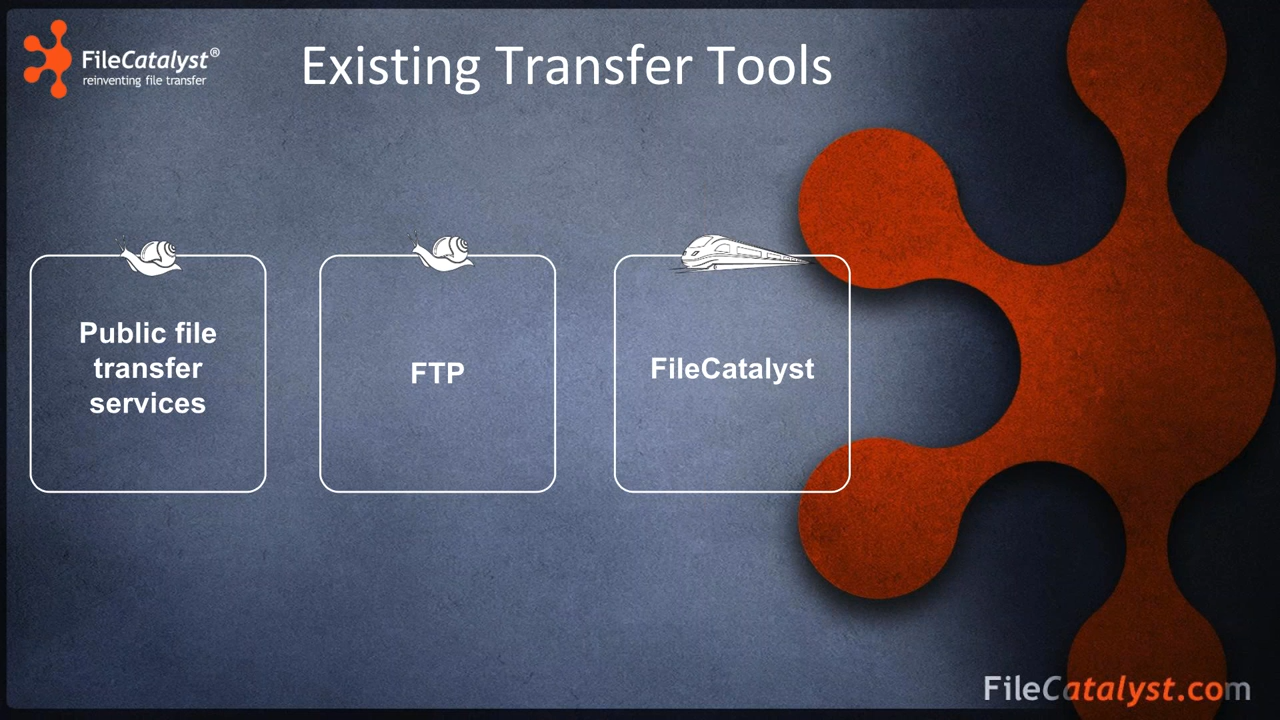 FileCatalyst®
reinventing file transfer
Existing Transfer Tools
Public file
transfer
services
FTP
FileCatalyst
FileCatalyst.com